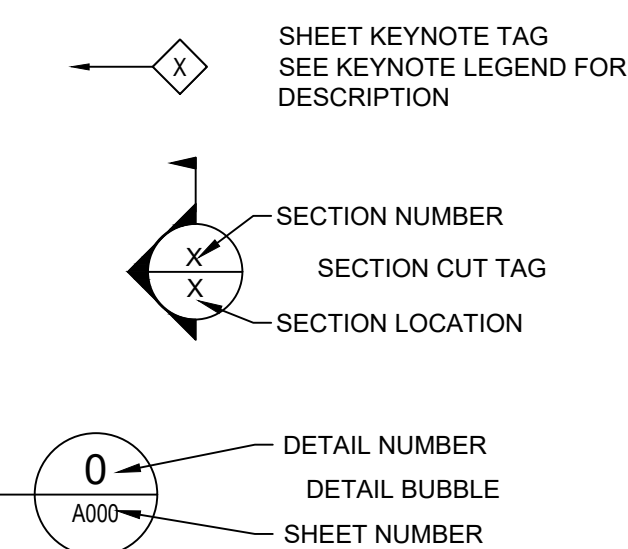 X
SHEET KEYNOTE TAG
SEE KEYNOTE LEGEND FOR
DESCRIPTION
SECTION NUMBER
X
SECTION CUT TAG
X
SECTION LOCATION
DETAIL NUMBER
0
DETAIL BUBBLE
A000
SHEET NUMBER